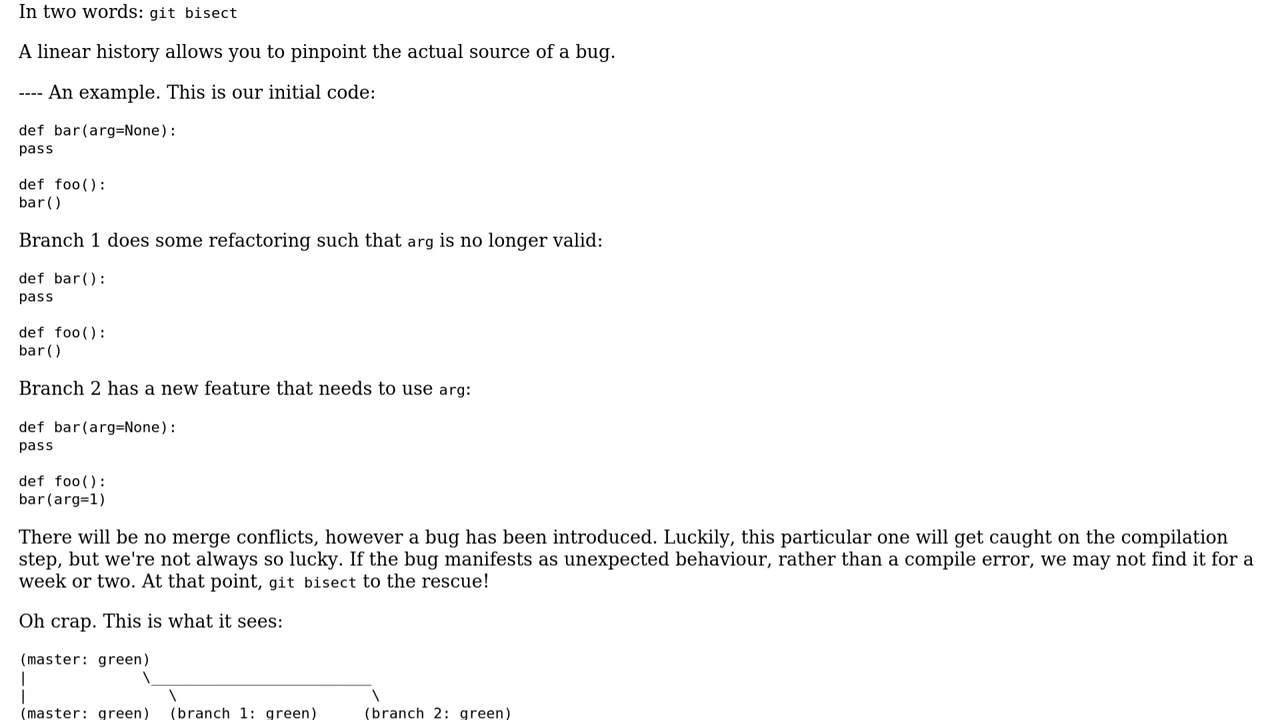 In two words: git bisect
A linear history allows you to pinpoint the actual source of a bug.
---- An example. This is our initial code:
def bar(arg=None):
pass
def foo():
bar()
Branch 1 does some refactoring such that arg is no longer valid:
def bar():
pass
def foo():
bar()
Branch 2 has a new feature that needs to use arg:
def bar(arg=None):
pass
def foo():
bar(arg=1)
There will be no merge conflicts, however a bug has been introduced. Luckily, this particular one will get caught on the compilation
step, but we're not always so lucky. If the bug manifests as unexpected behaviour, rather than a compile error, we may not find it for a
week or two. At that point, git bisect to the rescue!
Oh crap. This is what it sees:
(master: green)
|             \_________________________
|                \                      \
(master: green)  (branch 1: green)     (branch 2: green)